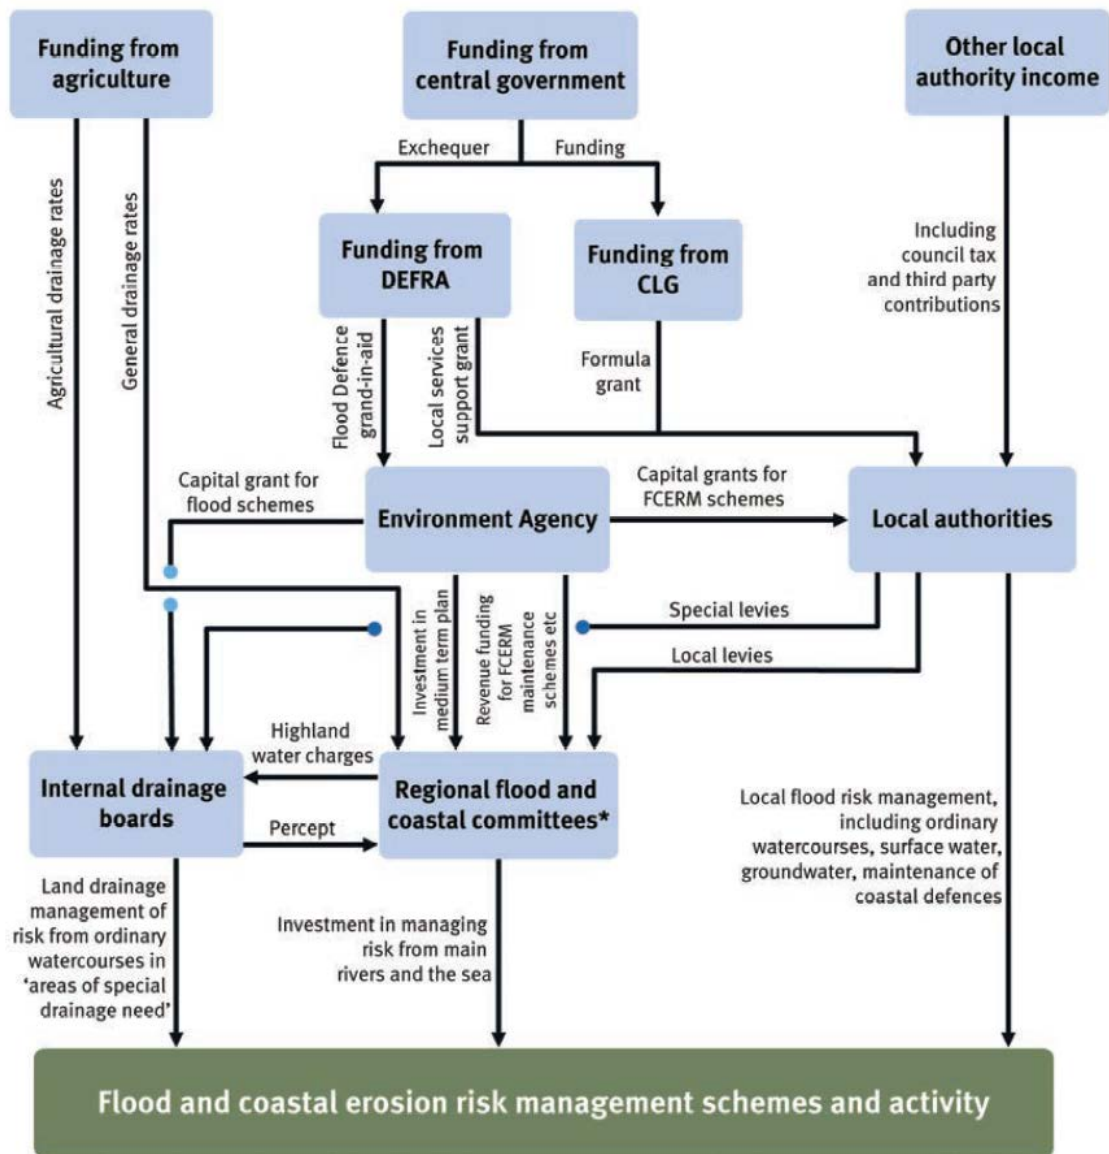 Funding from
agriculture
Funding from
central government
Other local
authority income
Exchequer
Funding
Agricultural drainage rates
General drainage rates
Including
council tax
and third party
contributions
Funding from
DEFRA
Funding from
CLG
Flood Defence
grand-in-aid
Local services
support grant
Formula
grant
Capital grant for
flood schemes
Environment Agency
Capital grants for
FCERM schemes
Local authorities
Investment in
medium term plan
Revenue funding
for FCERM
maintenance
schemes etc
Special levies
Local levies
Highland
water charges
Internal drainage
boards
Regional flood and
coastal committees*
Percept
Local flood risk management,
including ordinary
watercourses, surface water,
groundwater, maintenance of
coastal defences
Land drainage
management of
risk from ordinary
watercourses in
‘areas of special
drainage need’
Investment in managing
risk from main
rivers and the sea
Flood and coastal erosion risk management schemes and activity